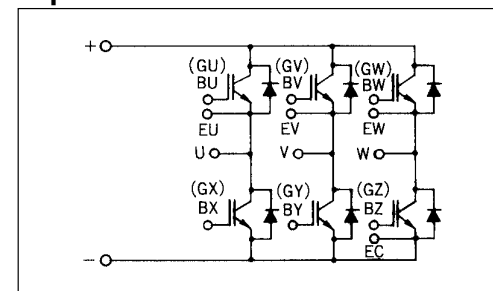 +
(GU) (GV) (GW)
BU BV BW
EU EV EW
U V W
(GX) (GY) (GZ)
BX BY BZ
EC
−